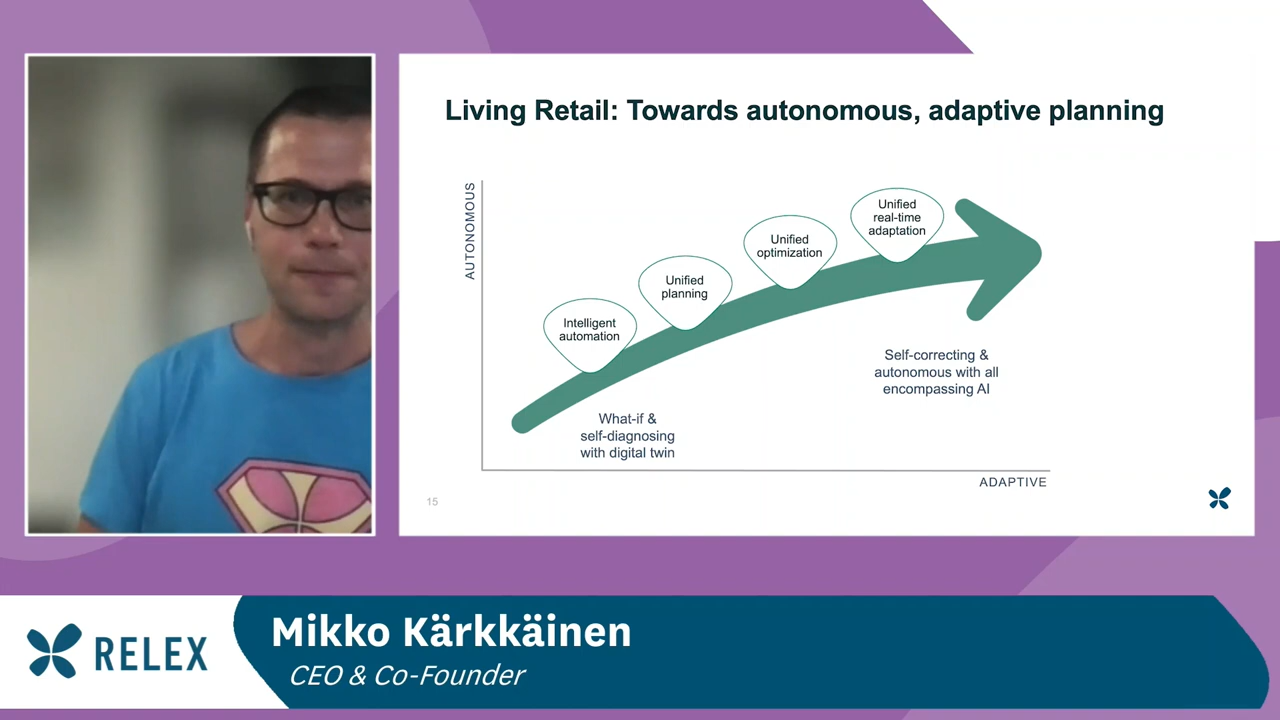 Living Retail: Towards autonomous, adaptive planning
AUTONOMOUS
Unified
real-time
adaptation
Unified
optimization
Unified
planning
Intelligent
automation
Self-correcting &
autonomous with all
encompassing AI
What-if &
self-diagnosing
with digital twin
ADAPTIVE
15
RELEX
Mikko Kärkkäinen
CEO & Co-Founder